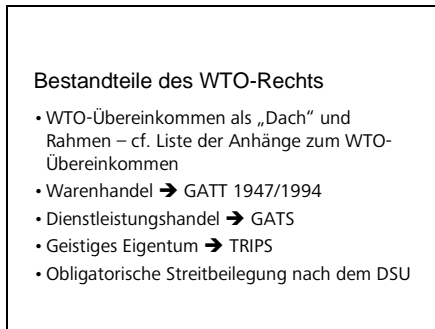 Bestandteile des WTO-Rechts
• WTO-Übereinkommen als „Dach“ und
Rahmen – cf. Liste der Anhänge zum WTO-
Übereinkommen
• Warenhandel ➔ GATT 1947/1994
• Dienstleistungshandel ➔ GATS
• Geistiges Eigentum ➔ TRIPS
• Obligatorische Streitbeilegung nach dem DSU